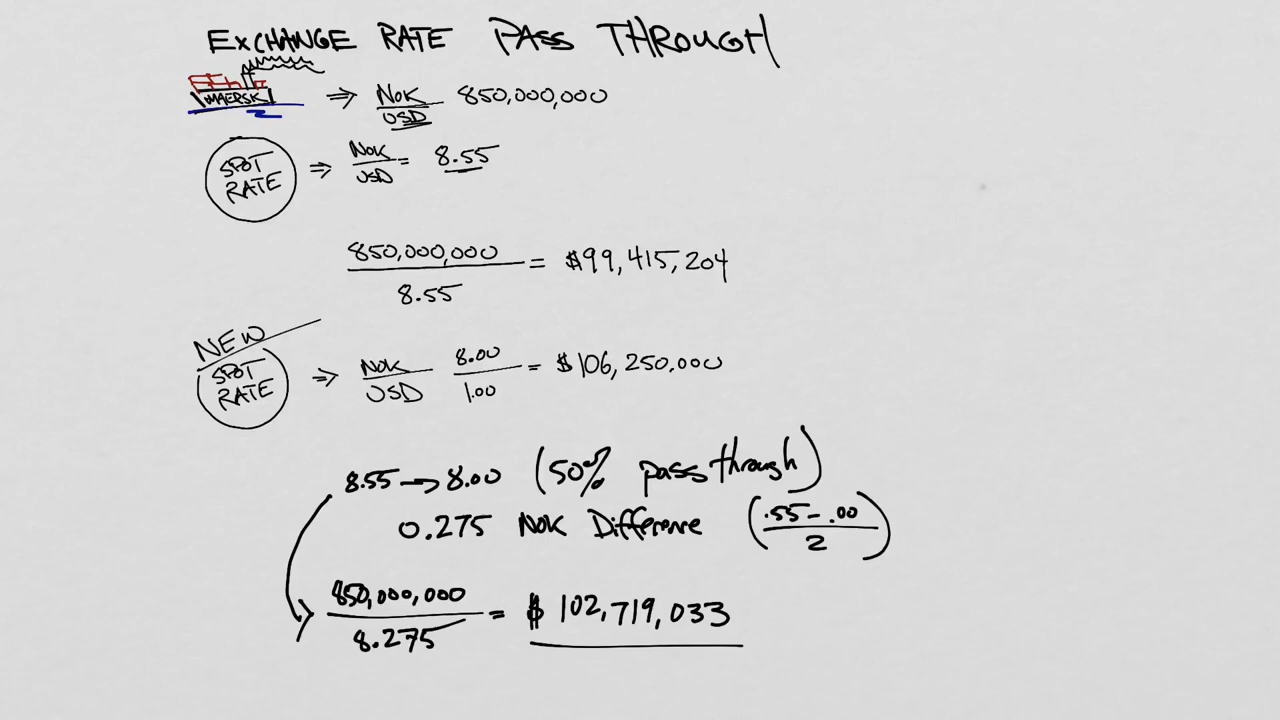 EXCHANGE RATE PASS THROUGH
MAERSK ⇒ NOK/USD 850,000,000
SPOT RATE ⇒ NOK/USD = 8.55
850,000,000 / 8.55 = $99,415,204
NEW SPOT RATE ⇒ NOK/USD 8.00/1.00 = $106,250,000
8.55 → 8.00 (50% pass through)
0.275 NOK Difference (.55-.00 / 2)
850,000,000 / 8.275 = $102,719,033